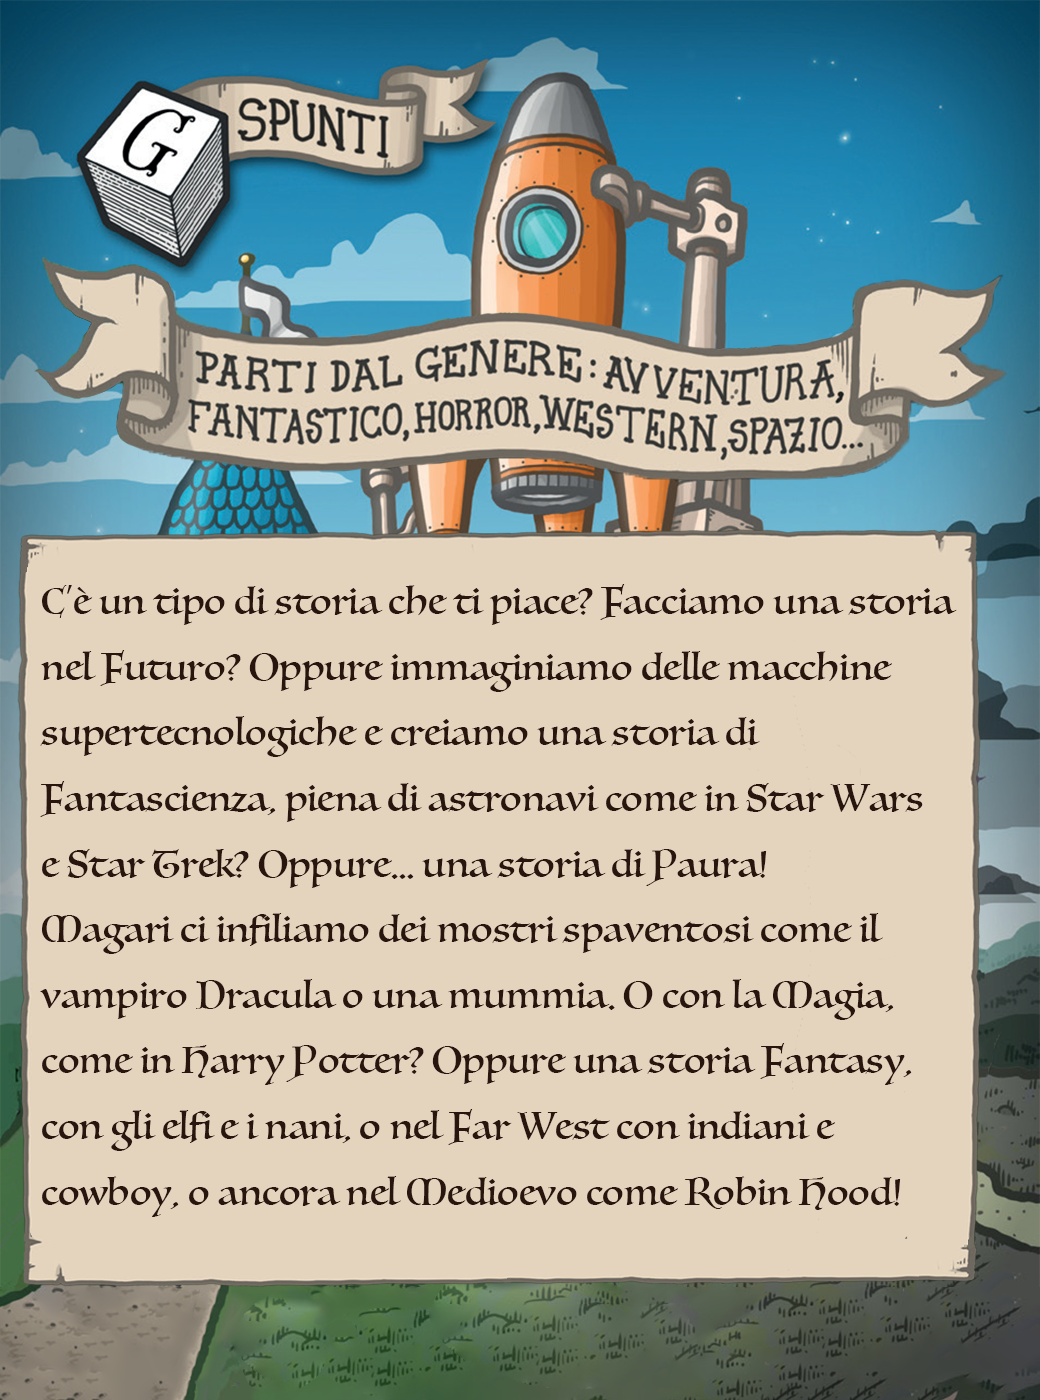 G
SPUNTI
PARTI DAL GENERE: AVVENTURA,
FANTASTICO, HORROR, WESTERN, SPAZIO...
C'è un tipo di storia che ti piace? Facciamo una storia
nel Futuro? Oppure immaginiamo delle macchine
supertecnologiche e creiamo una storia di
Fantascienza, piena di astronavi come in Star Wars
e Star Trek? Oppure... una storia di Paura!
Magari ci infiliamo dei mostri spaventosi come il
vampiro Dracula o una mummia. O con la Magia,
come in Harry Potter? Oppure una storia Fantasy,
con gli elfi e i nani, o nel Far West con indiani e
cowboy, o ancora nel Medioevo come Robin Hood!